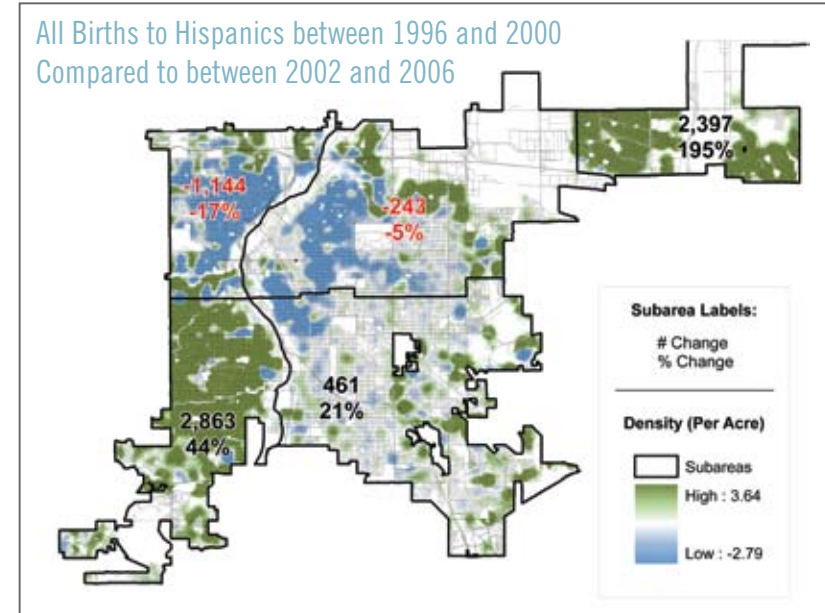 All Births to Hispanics between 1996 and 2000
Compared to between 2002 and 2006
2,397
195%
-1,144
-17%
-243
-5%
461
21%
2,863
44%
Subarea Labels:
# Change
% Change
Density (Per Acre)
Subareas
High : 3.64
Low : -2.79